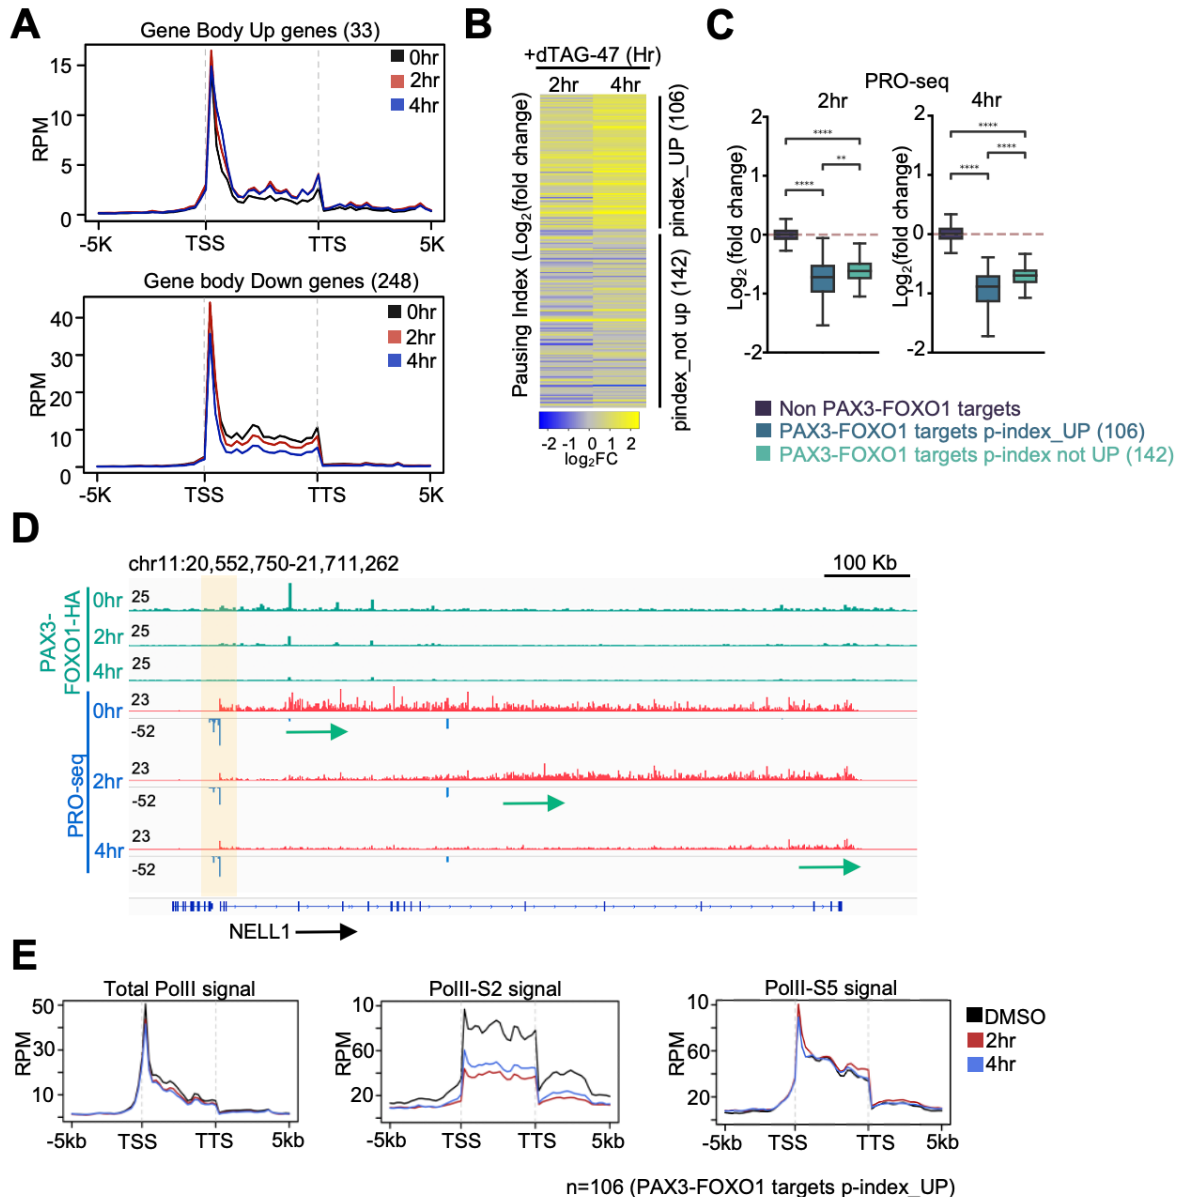 A
Gene Body Up genes (33)
RPM
15
10
5
0
0hr
2hr
4hr
-5K
TSS
TTS
5K
Gene body Down genes (248)
RPM
40
30
20
10
0
0hr
2hr
4hr
-5K
TSS
TTS
5K
B
+dTAG-47 (Hr)
2hr
4hr
Pausing Index (Log2(fold change)
pindex_UP (106)
pindex_not up (142)
-2 -1 0 1 2
log2FC
C
PRO-seq
2hr
4hr
Log2(fold change)
2
1
0
-1
-2
****
**
****
Log2(fold change)
2
1
0
-1
-2
****
****
****
Non PAX3-FOXO1 targets
PAX3-FOXO1 targets p-index_UP (106)
PAX3-FOXO1 targets p-index not UP (142)
D
chr11:20,552,750-21,711,262
100 Kb
PAX3-
FOXO1-HA
0hr
25
2hr
25
4hr
25
PRO-seq
0hr
23
-52
2hr
23
-52
4hr
23
-52
NELL1
E
Total PolII signal
RPM
50
30
10
-5kb
TSS
TTS
5kb
PolII-S2 signal
RPM
10
60
20
-5kb
TSS
TTS
5kb
PolII-S5 signal
RPM
10
60
20
-5kb
TSS
TTS
5kb
DMSO
2hr
4hr
n=106 (PAX3-FOXO1 targets p-index_UP)